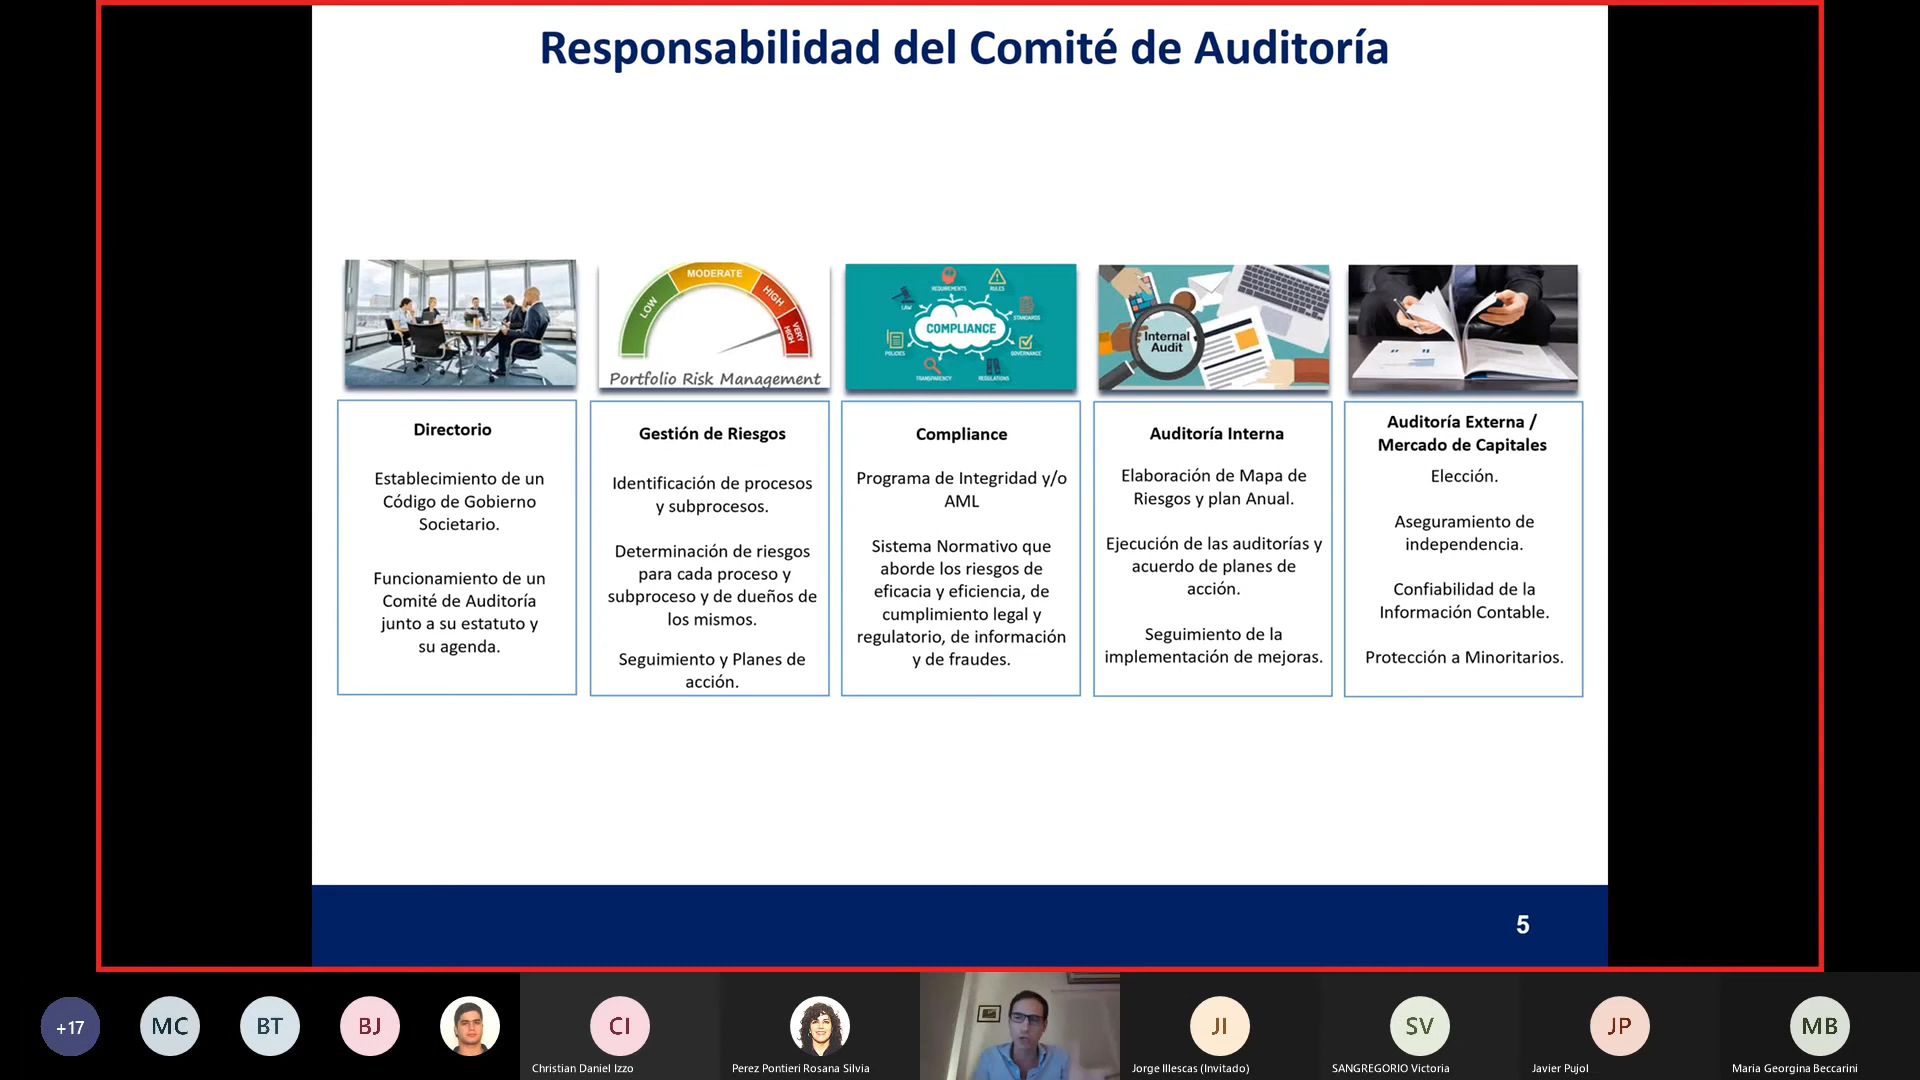 Responsabilidad del Comité de Auditoría
LOW
MODERATE
HIGH
VERY
HIGH
Portfolio Risk Management
REQUIREMENTS
RULES
LAW
STANDARDS
COMPLIANCE
POLICIES
GOVERNANCE
TRANSPARENCY
REGULATIONS
Internal
Audit
Directorio
Establecimiento de un
Código de Gobierno
Societario.
Funcionamiento de un
Comité de Auditoría
junto a su estatuto y
su agenda.
Gestión de Riesgos
Identificación de procesos
y subprocesos.
Determinación de riesgos
para cada proceso y
subproceso y de dueños de
los mismos.
Seguimiento y Planes de
acción.
Compliance
Programa de Integridad y/o
AML
Sistema Normativo que
aborde los riesgos de
eficacia y eficiencia, de
cumplimiento legal y
regulatorio, de información
y de fraudes.
Auditoría Interna
Elaboración de Mapa de
Riesgos y plan Anual.
Ejecución de las auditorías y
acuerdo de planes de
acción.
Seguimiento de la
implementación de mejoras.
Auditoría Externa /
Mercado de Capitales
Elección.
Aseguramiento de
independencia.
Confiabilidad de la
Información Contable.
Protección a Minoritarios.
5
+17
MC
BT
BJ
CI
Christian Daniel Izzo
Perez Pontieri Rosana Silvia
JI
Jorge Illescas (Invitado)
SV
SANGREGORIO Victoria
JP
Javier Pujol
MB
Maria Georgina Beccarini